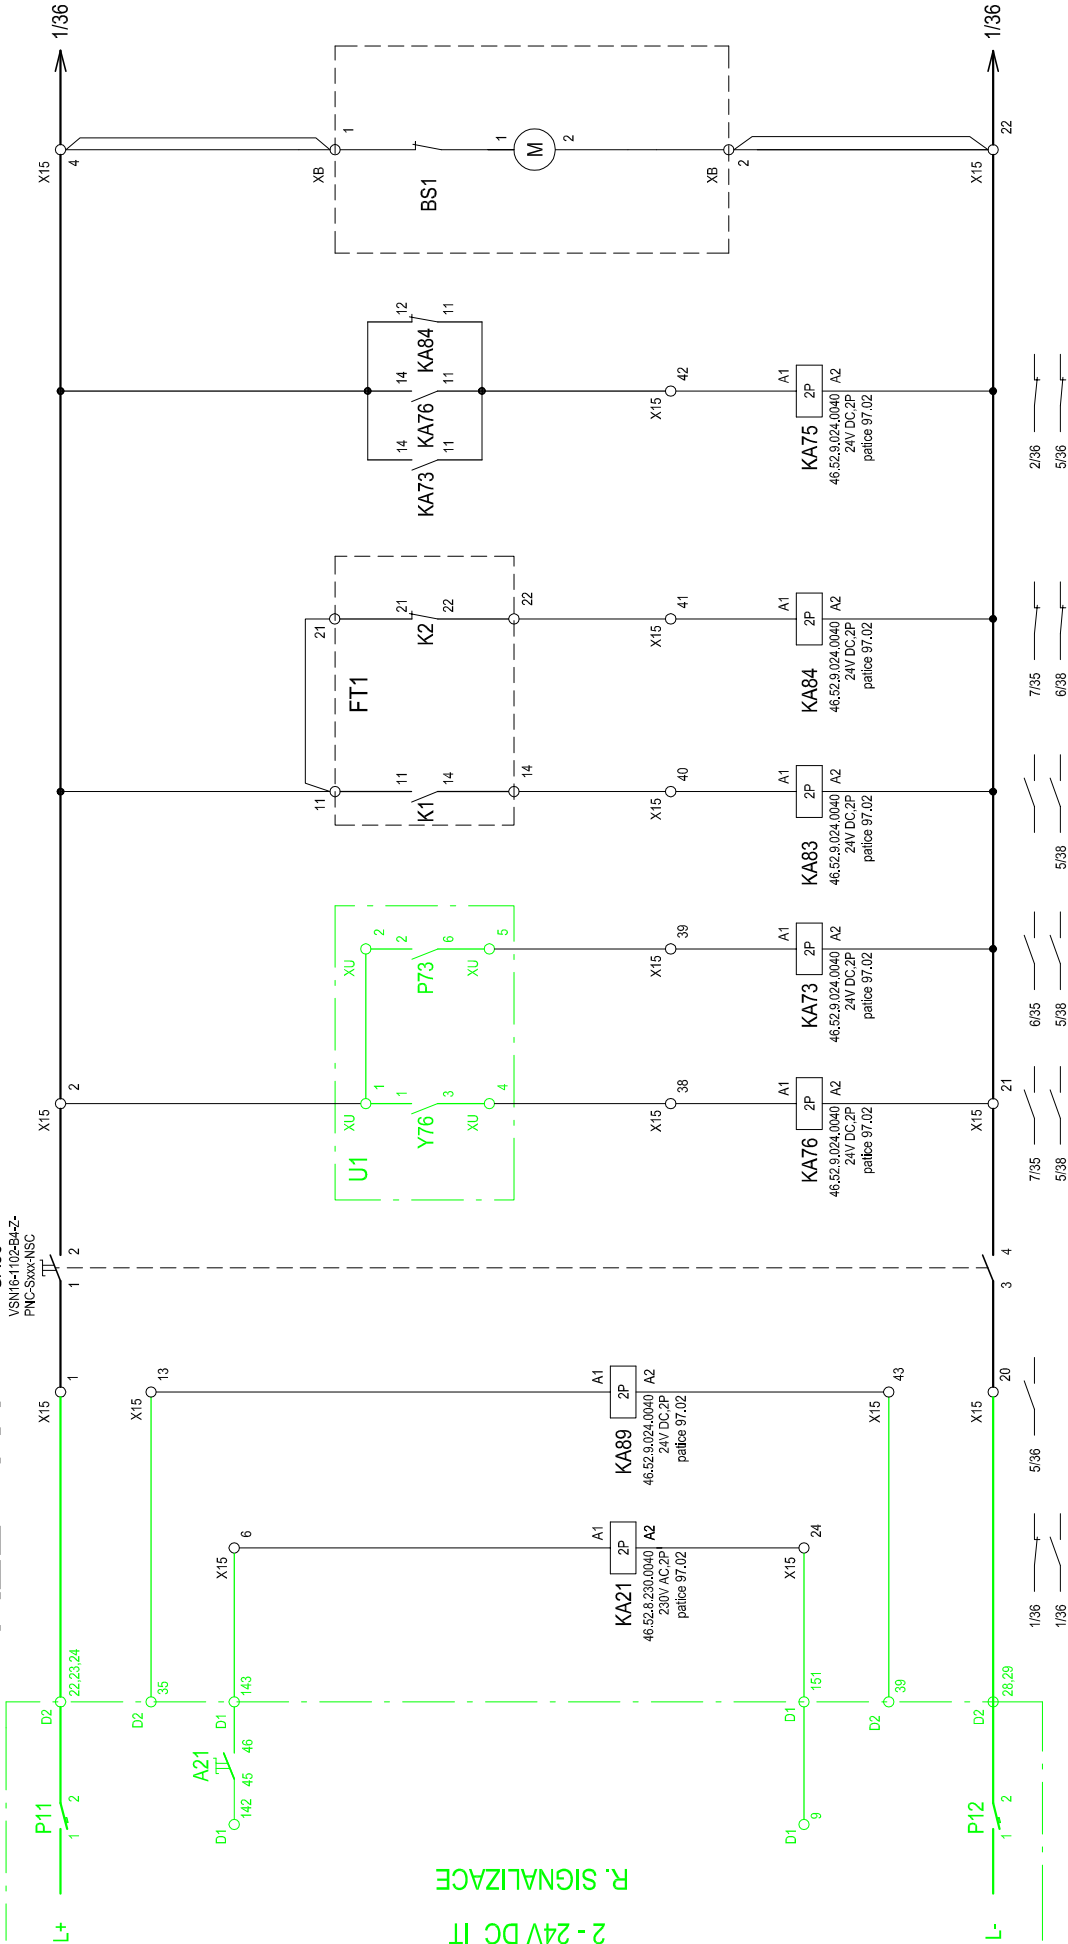 L+
P11
1
2
D2
22,23,24
X15
1
VSN16-1102-B4-Z-
PNC-Sxxx-NSC
1
2
X15
2
X15
4
1/36
D2
35
X15
13
D1
142
A21
45
46
D1
143
X15
6
R. SIGNALIZACE
2 - 24V DC IT
KA21
46.52.8.230.0040
230V AC,2P
patice 97.02
A1
2P
A2
KA89
46.52.9.024.0040
24V DC,2P
patice 97.02
A1
2P
A2
D1
9
D1
151
X15
24
D2
39
X15
43
L-
P12
1
2
D2
28,29
X15
20
3
4
X15
21
X15
22
1/36
U1
XU
1
Y76
1
3
XU
4
XU
2
P73
2
6
XU
5
X15
38
KA76
46.52.9.024.0040
24V DC,2P
patice 97.02
A1
2P
A2
X15
39
KA73
46.52.9.024.0040
24V DC,2P
patice 97.02
A1
2P
A2
FT1
11
K1
11
14
14
21
K2
21
22
22
X15
40
KA83
46.52.9.024.0040
24V DC,2P
patice 97.02
A1
2P
A2
X15
41
KA84
46.52.9.024.0040
24V DC,2P
patice 97.02
A1
2P
A2
KA73
14
11
KA76
14
11
KA84
12
11
X15
42
KA75
46.52.9.024.0040
24V DC,2P
patice 97.02
A1
2P
A2
XB
1
BS1
1
M
2
XB
2
1/36
1/36
5/36
7/35
5/38
6/35
5/38
5/38
7/35
6/38
2/36
5/36